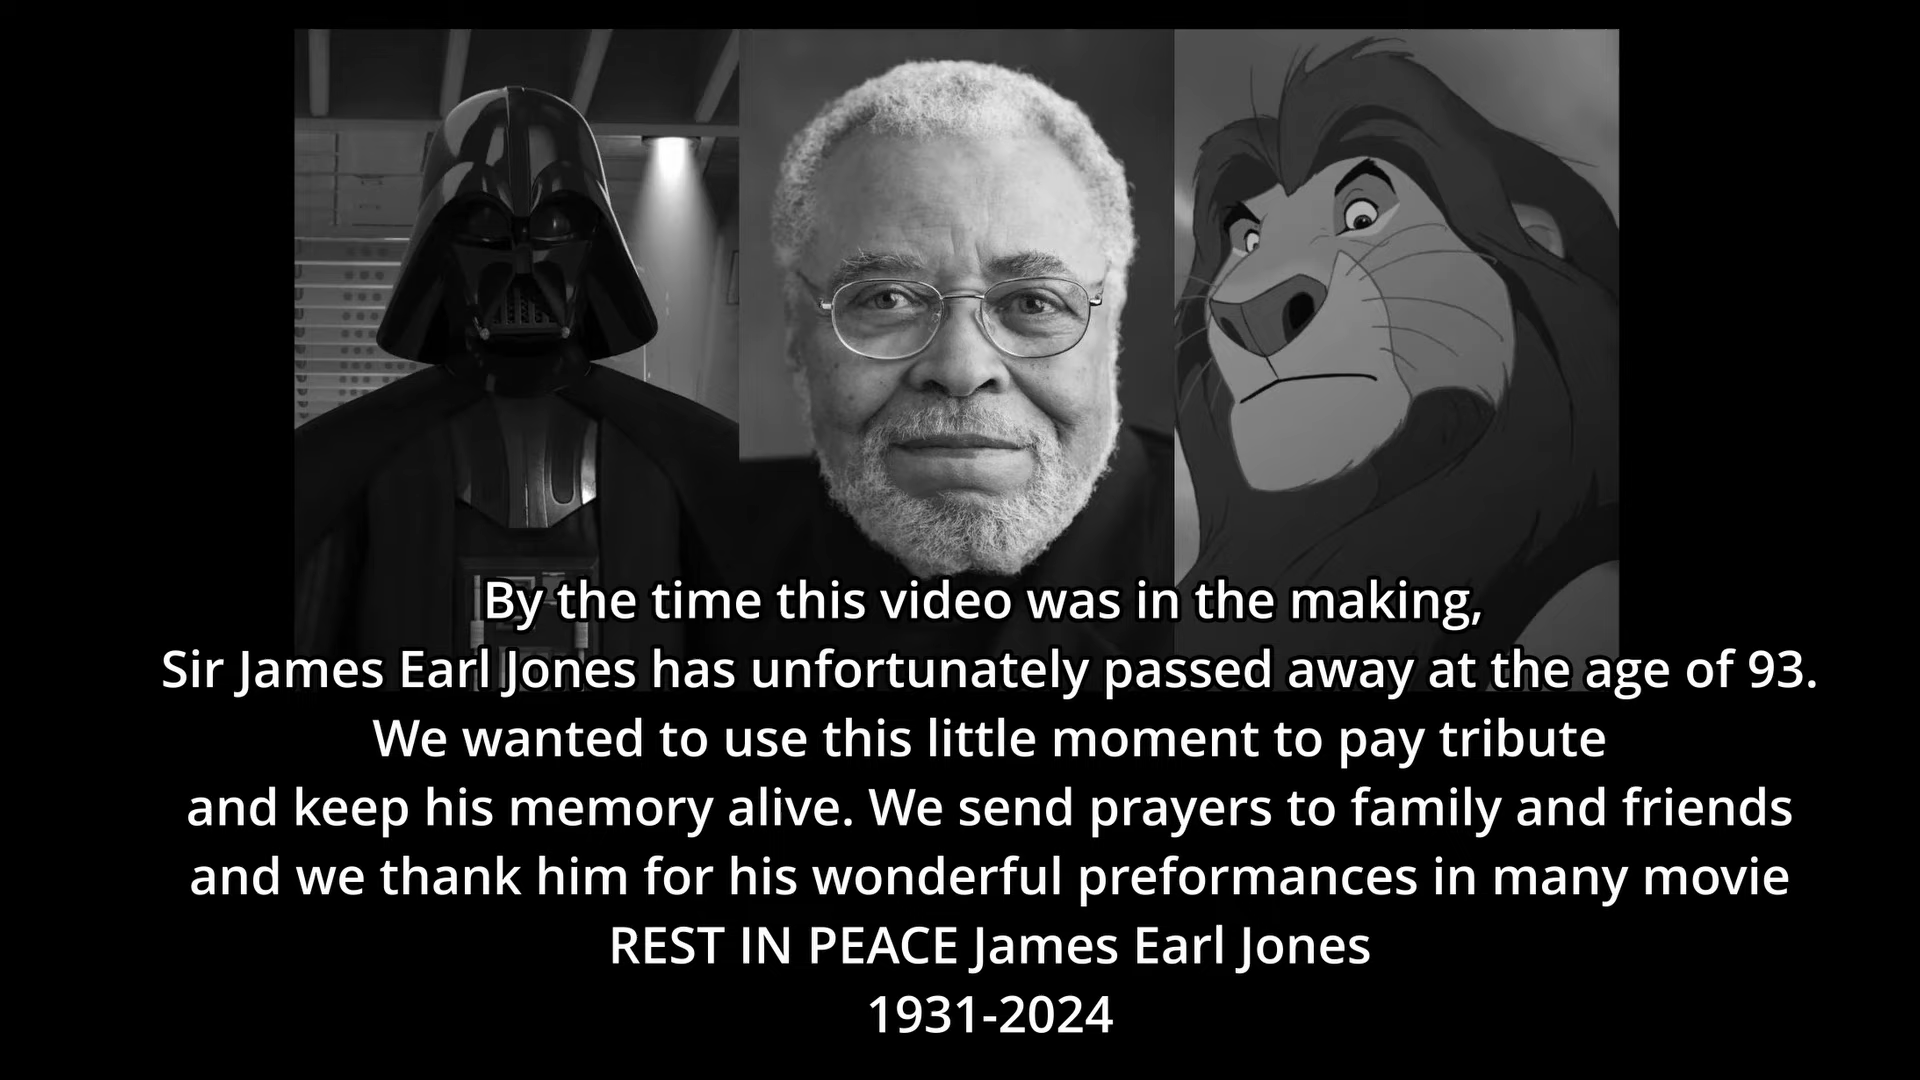 By the time this video was in the making,
Sir James Earl Jones has unfortunately passed away at the age of 93.
We wanted to use this little moment to pay tribute
and keep his memory alive. We send prayers to family and friends
and we thank him for his wonderful preformances in many movie
REST IN PEACE James Earl Jones
1931-2024